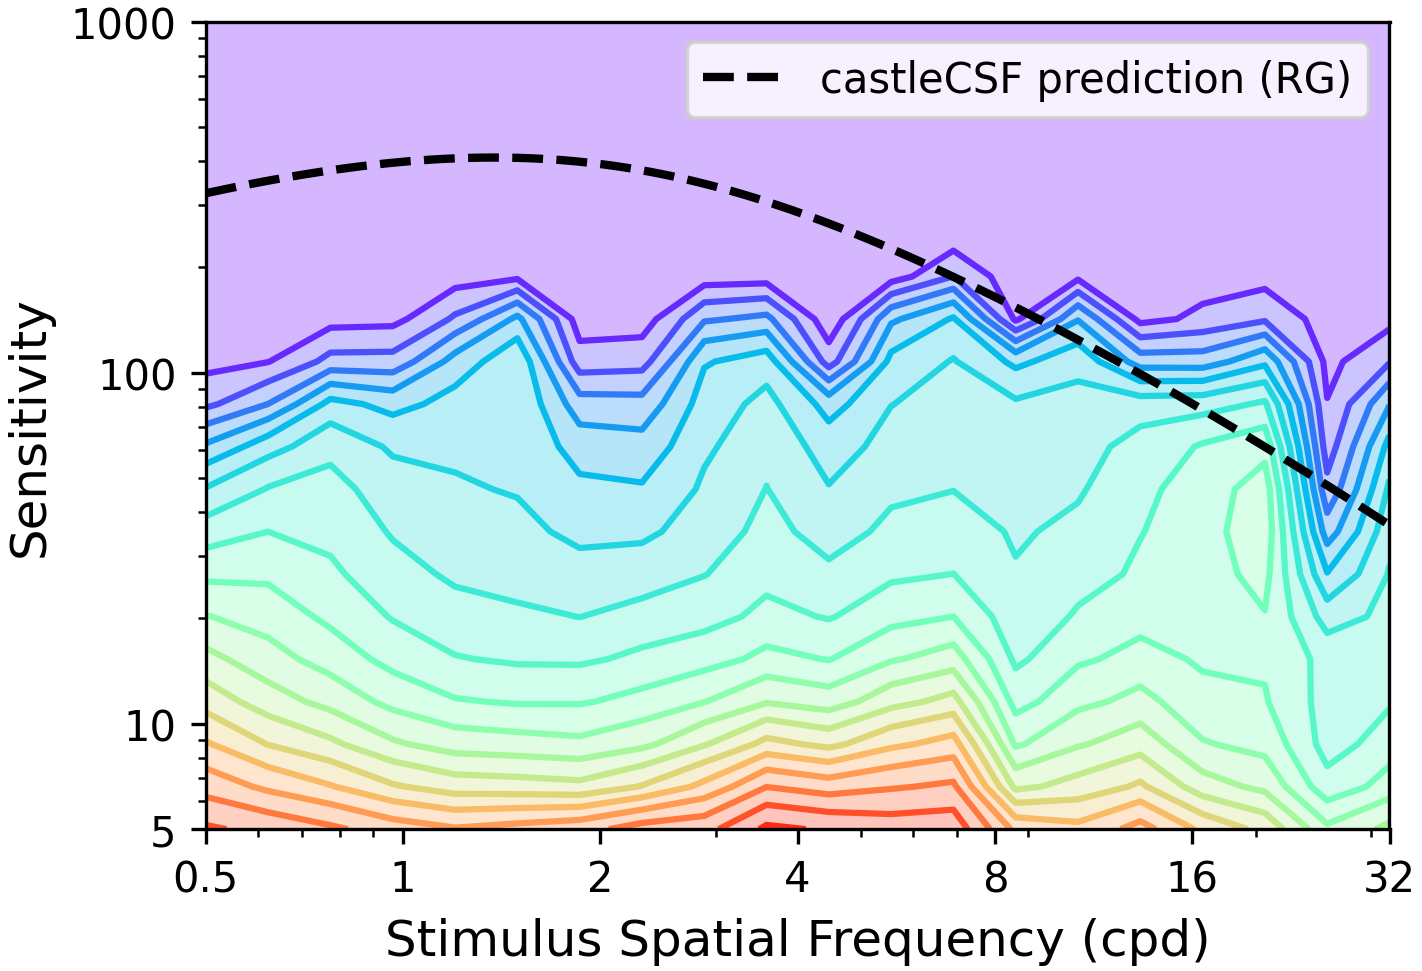 1000
castleCSF prediction (RG)
Sensitivity
100
10
5
0.5 1 2 4 8 16 32
Stimulus Spatial Frequency (cpd)